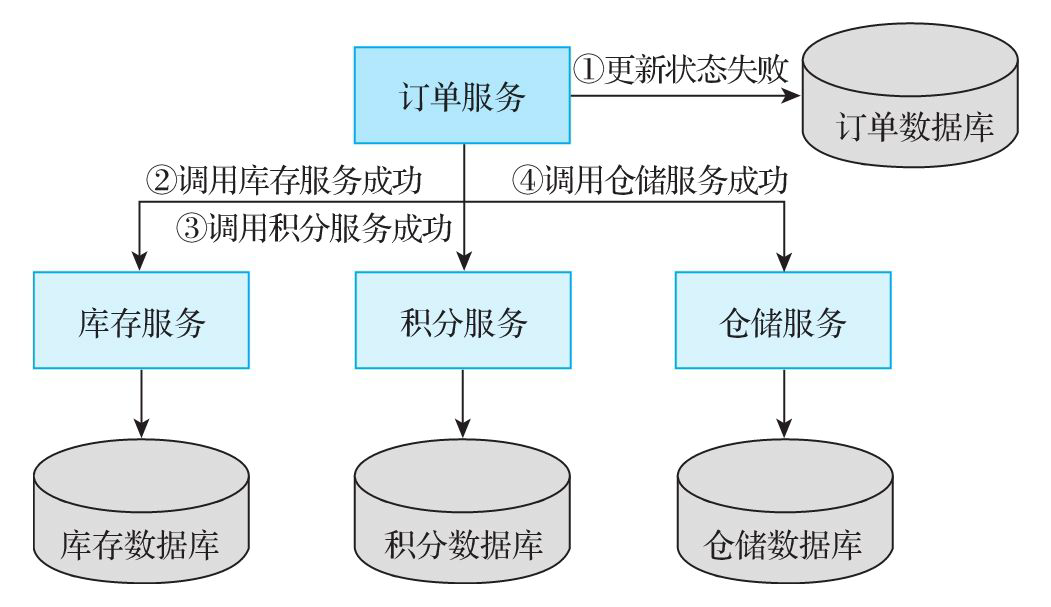 ①更新状态失败
订单服务
订单数据库
②调用库存服务成功
④调用仓储服务成功
③调用积分服务成功
库存服务
积分服务
仓储服务
库存数据库
积分数据库
仓储数据库